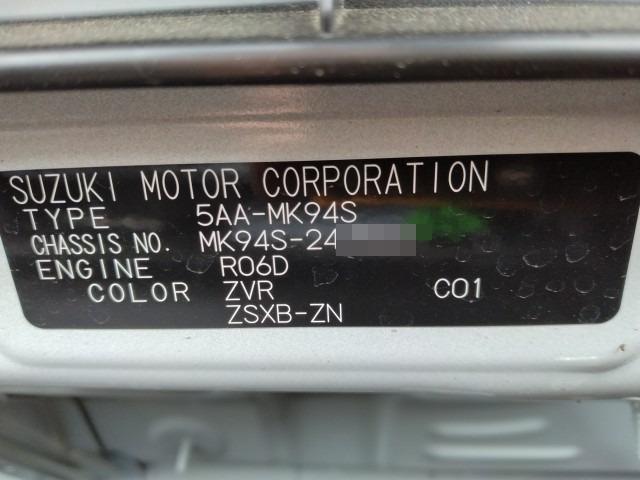 SUZUKI MOTOR CORPORATION
TYPE 5AA-MK94S
CHASSIS NO. MK94S-24
ENGINE R06D
COLOR ZVR C01
ZSXB-ZN